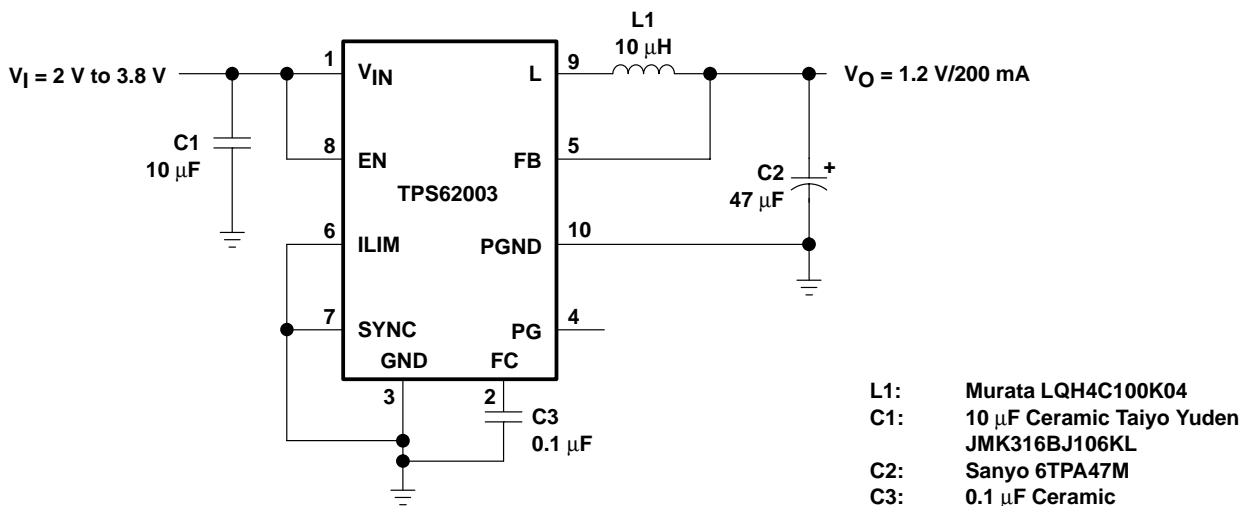 L1
10 μH
VI = 2 V to 3.8 V
1
VIN
L
9
VO = 1.2 V/200 mA
C1
10 μF
8
EN
FB
5
C2
47 μF
+
TPS62003
6
ILIM
PGND
10
7
SYNC
PG
4
GND
FC
3
2
C3
0.1 μF
L1: Murata LQH4C100K04
C1: 10 μF Ceramic Taiyo Yuden
JMK316BJ106KL
C2: Sanyo 6TPA47M
C3: 0.1 μF Ceramic